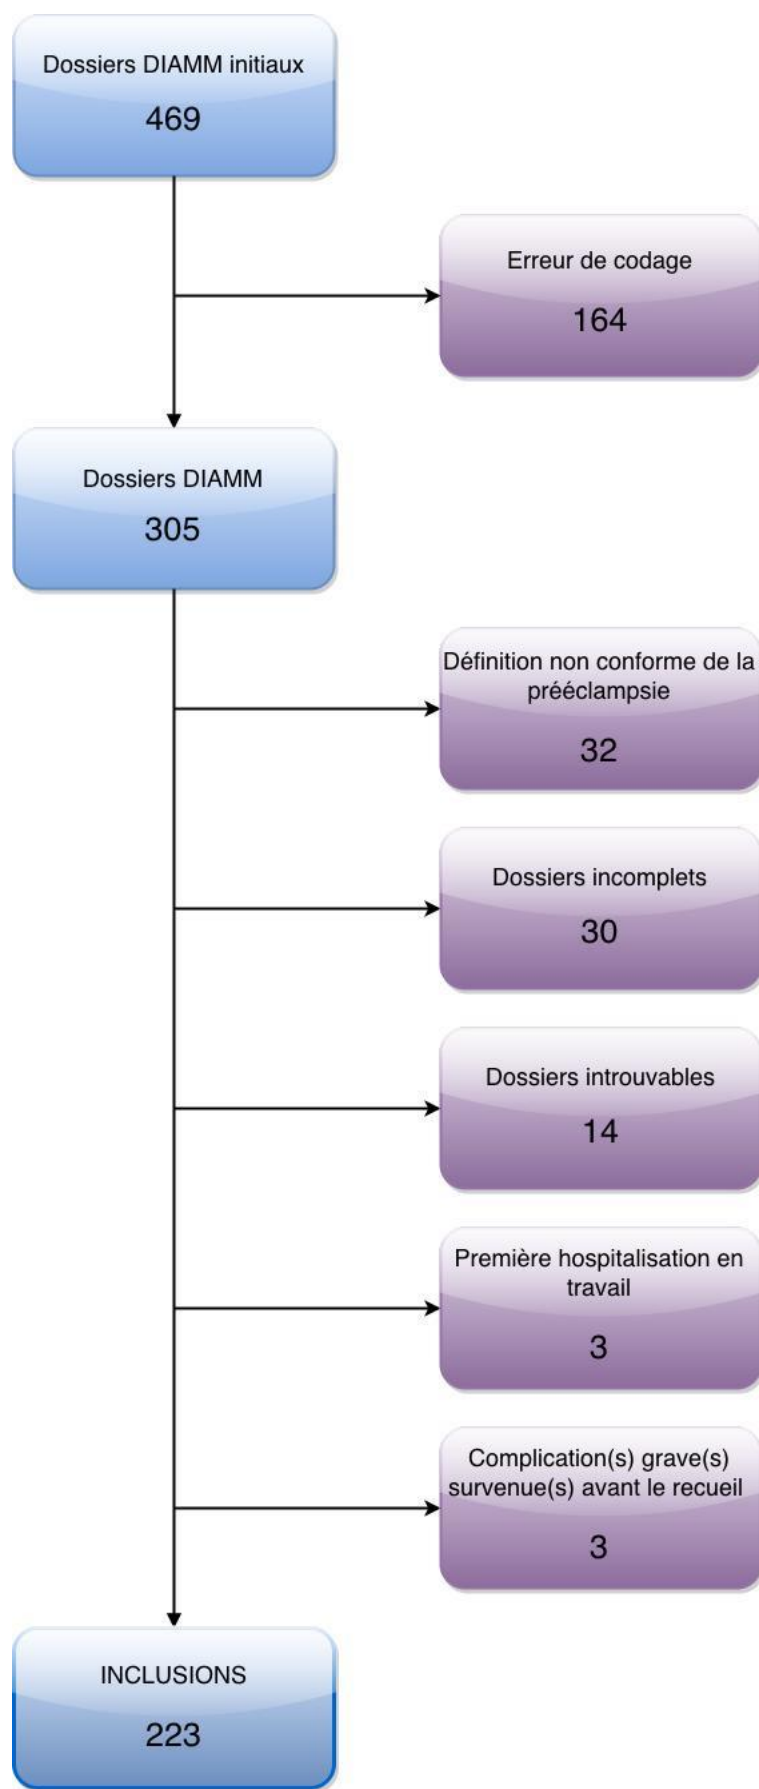 Dossiers DIAMM initiaux
469
Erreur de codage
164
Dossiers DIAMM
305
Définition non conforme de la
prééclampsie
32
Dossiers incomplets
30
Dossiers introuvables
14
Première hospitalisation en
travail
3
Complication(s) grave(s)
survenue(s) avant le recueil
3
INCLUSIONS
223